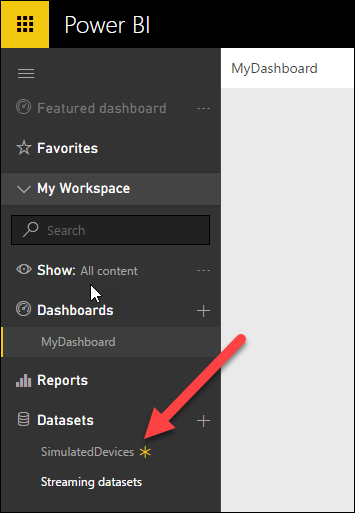 Power BI
MyDashboard
Featured dashboard ...
Favorites
My Workspace
Search
Show: All content ...
Dashboards +
MyDashboard
Reports
Datasets +
SimulatedDevices
Streaming datasets